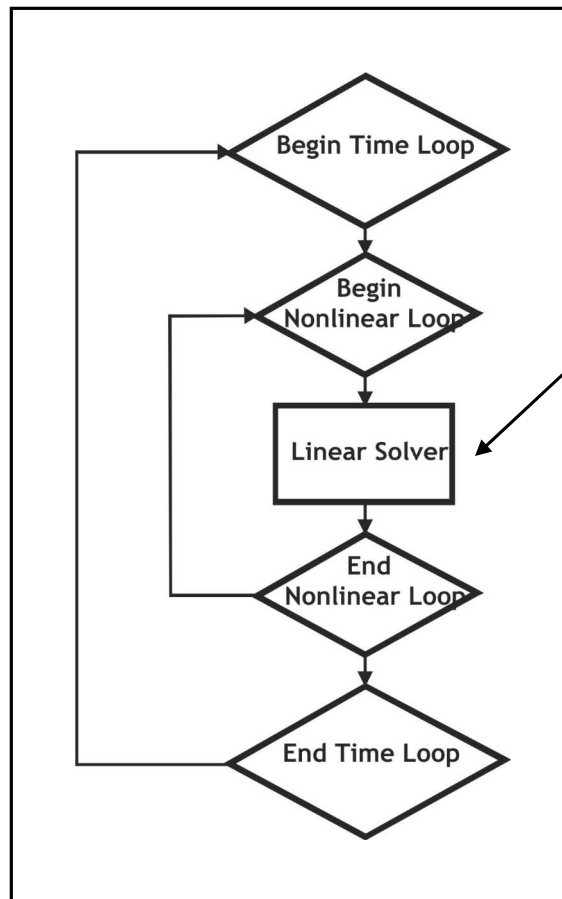 Begin Time Loop
Begin
Nonlinear Loop
Linear Solver
End
Nonlinear Loop
End Time Loop